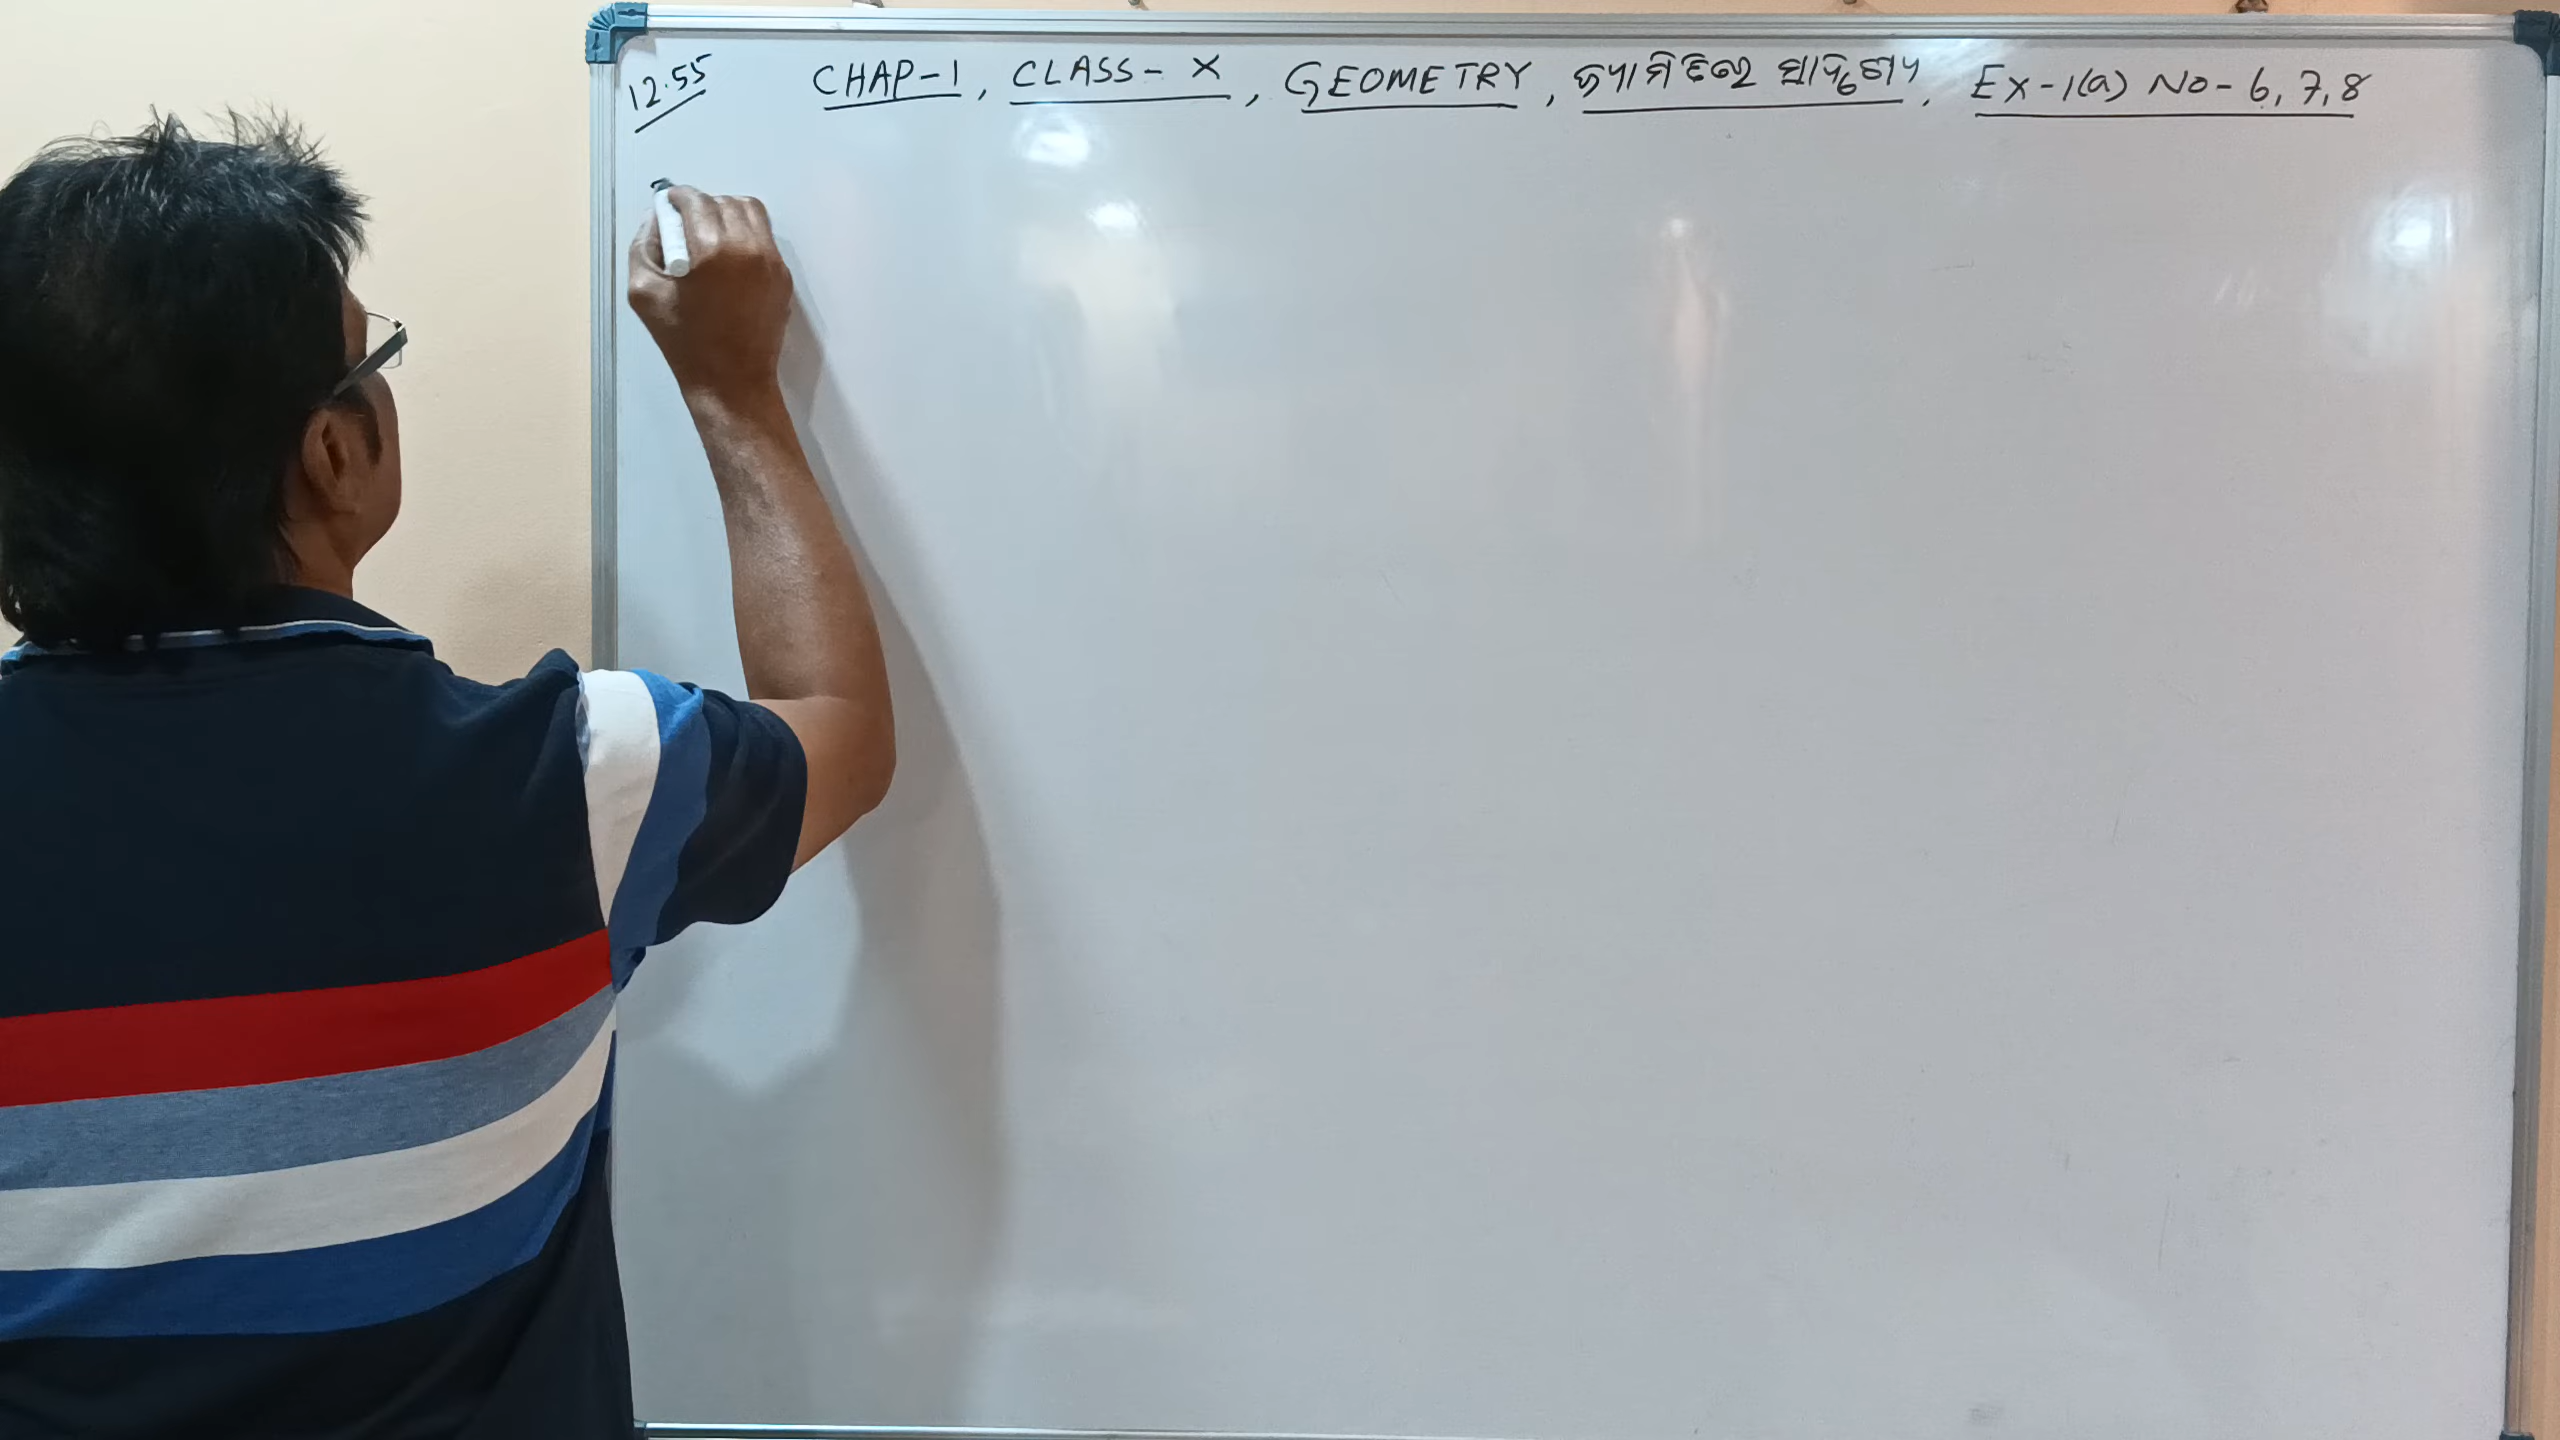 12.55 CHAP-1, CLASS- X, GEOMETRY, ଜ୍ୟାମିତିରେ ସାଦୃଶ୍ୟ, Ex-1(a) No- 6, 7, 8